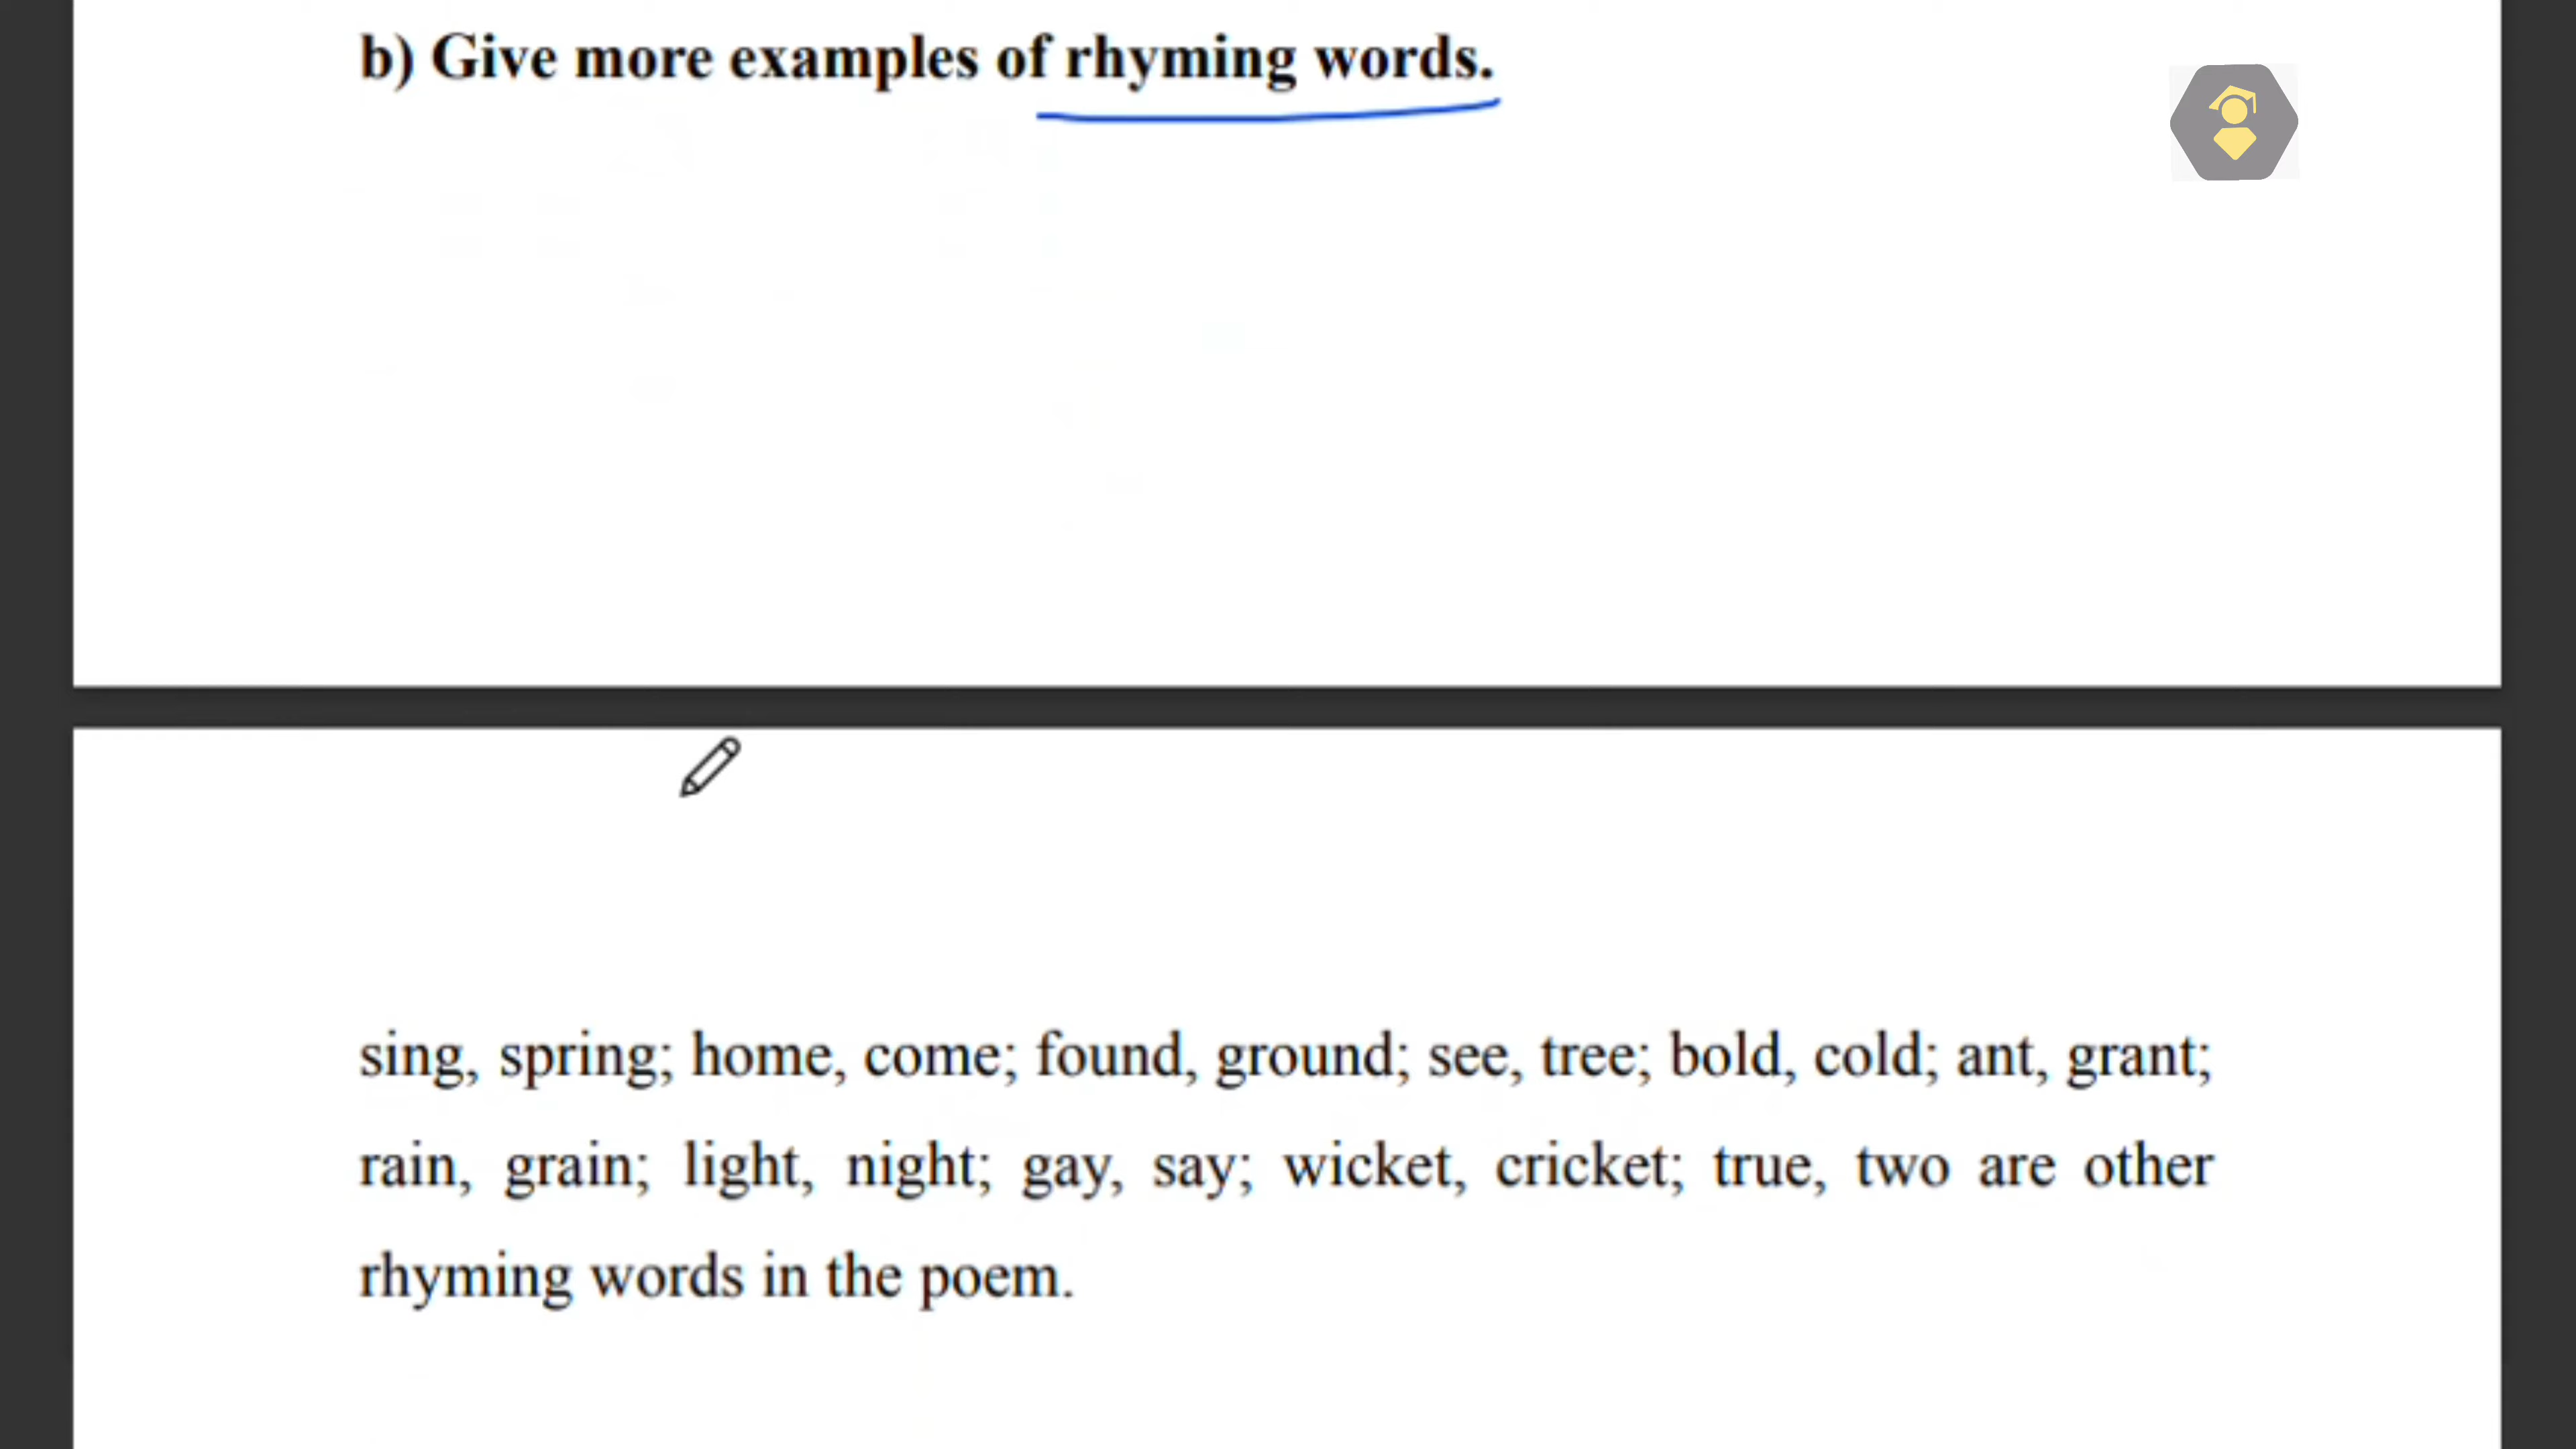 b) Give more examples of rhyming words.
sing, spring; home, come; found, ground; see, tree; bold, cold; ant, grant;
rain, grain; light, night; gay, say; wicket, cricket; true, two are other
rhyming words in the poem.